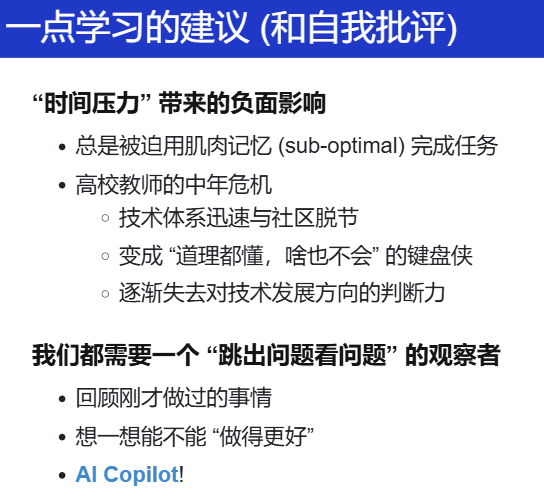 一点学习的建议 (和自我批评)
“时间压力” 带来的负面影响
总是被迫用肌肉记忆 (sub-optimal) 完成任务
高校教师的中年危机
技术体系迅速与社区脱节
变成 “道理都懂，啥也不会” 的键盘侠
逐渐失去对技术发展方向的判断力
我们都需要一个 “跳出问题看问题” 的观察者
回顾刚才做过的事情
想一想能不能 “做得更好”
AI Copilot!